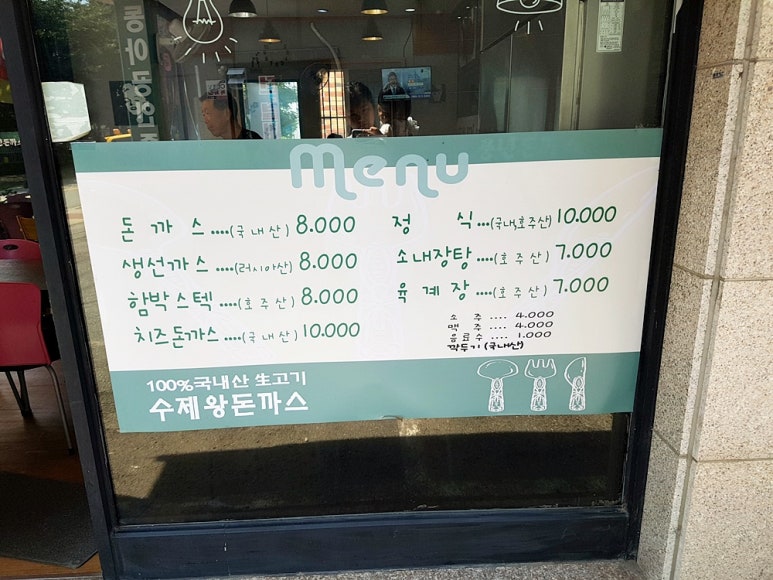 menu
돈 까 스....(국 내 산) 8.000
생선까스....(러시아산) 8.000
함박스텍....(호 주 산) 8.000
치즈돈까스....(국 내 산) 10.000
정 식...(국내,호주산) 10.000
소내장탕....(호 주 산) 7.000
육 계 장....(호 주 산) 7.000
소 주 .... 4.000
맥 주 .... 4.000
음료수 .... 1.000
깍두기 (국내산)
100%국내산 生고기
수제왕돈까스